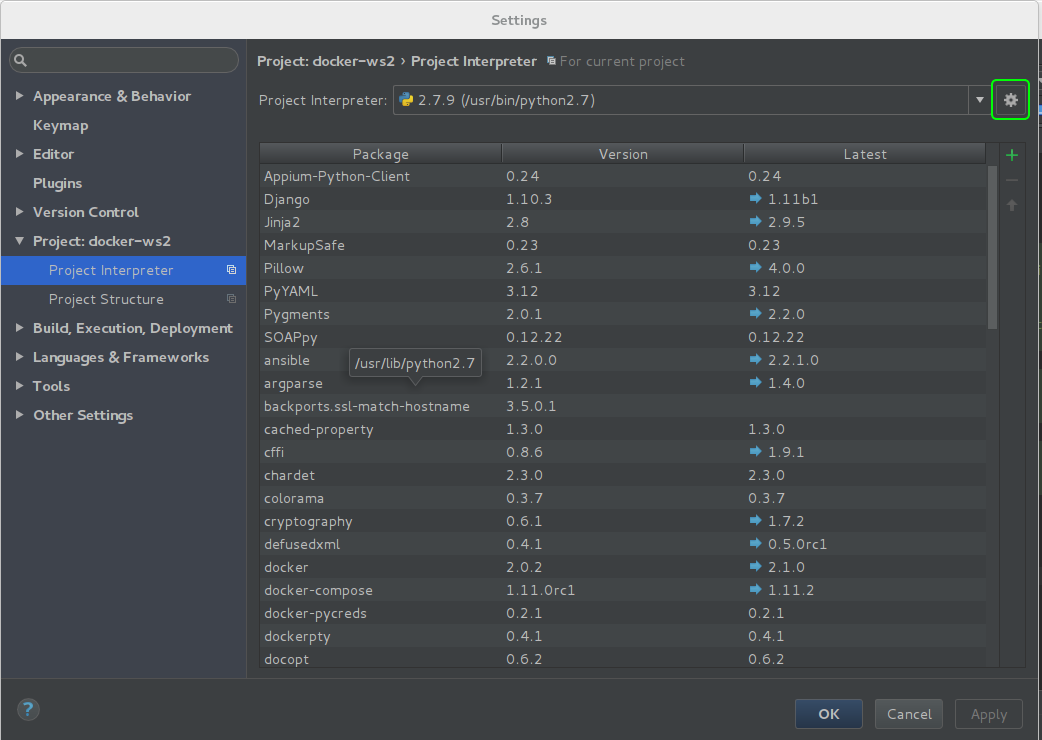 Settings
Project: docker-ws2 › Project Interpreter For current project
Appearance & Behavior
Keymap
Editor
Plugins
Version Control
Project: docker-ws2
Project Interpreter
Project Structure
Build, Execution, Deployment
Languages & Frameworks
Tools
Other Settings
Project Interpreter: 2.7.9 (/usr/bin/python2.7)
Package Version Latest
Appium-Python-Client 0.24 0.24
Django 1.10.3 1.11b1
Jinja2 2.8 2.9.5
MarkupSafe 0.23 0.23
Pillow 2.6.1 4.0.0
PyYAML 3.12 3.12
Pygments 2.0.1 2.2.0
SOAPpy 0.12.22 0.12.22
ansible 2.2.0.0 2.2.1.0
/usr/lib/python2.7
argparse 1.2.1 1.4.0
backports.ssl-match-hostname 3.5.0.1
cached-property 1.3.0 1.3.0
cffi 0.8.6 1.9.1
chardet 2.3.0 2.3.0
colorama 0.3.7 0.3.7
cryptography 0.6.1 1.7.2
defusedxml 0.4.1 0.5.0rc1
docker 2.0.2 2.1.0
docker-compose 1.11.0rc1 1.11.2
docker-pycreds 0.2.1 0.2.1
dockerpty 0.4.1 0.4.1
docopt 0.6.2 0.6.2
?
OK Cancel Apply